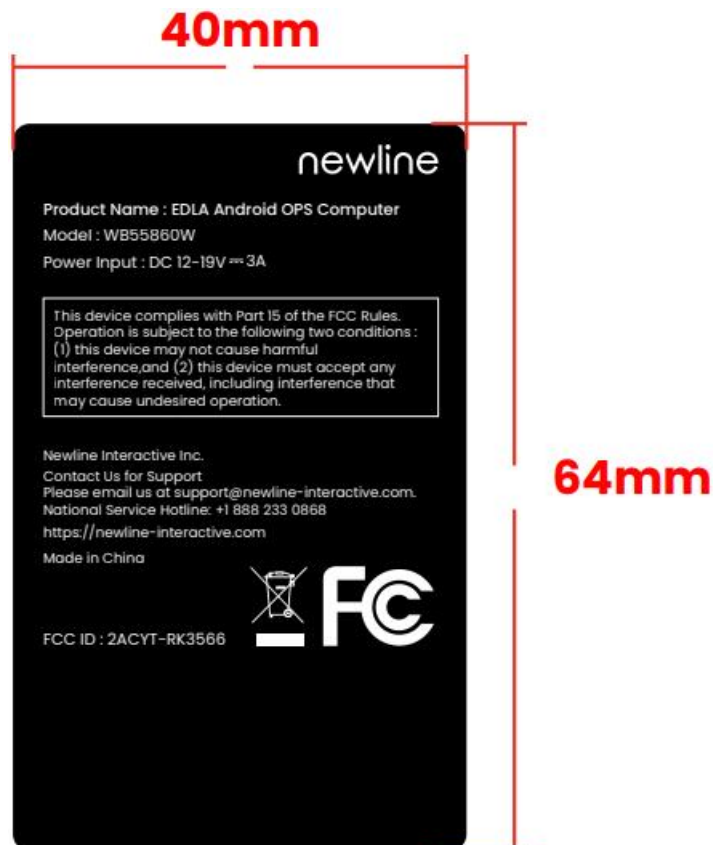 40mm
newline
Product Name : EDLA Android OPS Computer
Model : WB55860W
Power Input : DC 12-19V ⎓ 3A
This device complies with Part 15 of the FCC Rules.
Operation is subject to the following two conditions :
(1) this device may not cause harmful
interference,and (2) this device must accept any
interference received, including interference that
may cause undesired operation.
Newline Interactive Inc.
Contact Us for Support
Please email us at support@newline-interactive.com.
National Service Hotline: +1 888 233 0868
https://newline-interactive.com
Made in China
FC
FCC ID : 2ACYT-RK3566
64mm